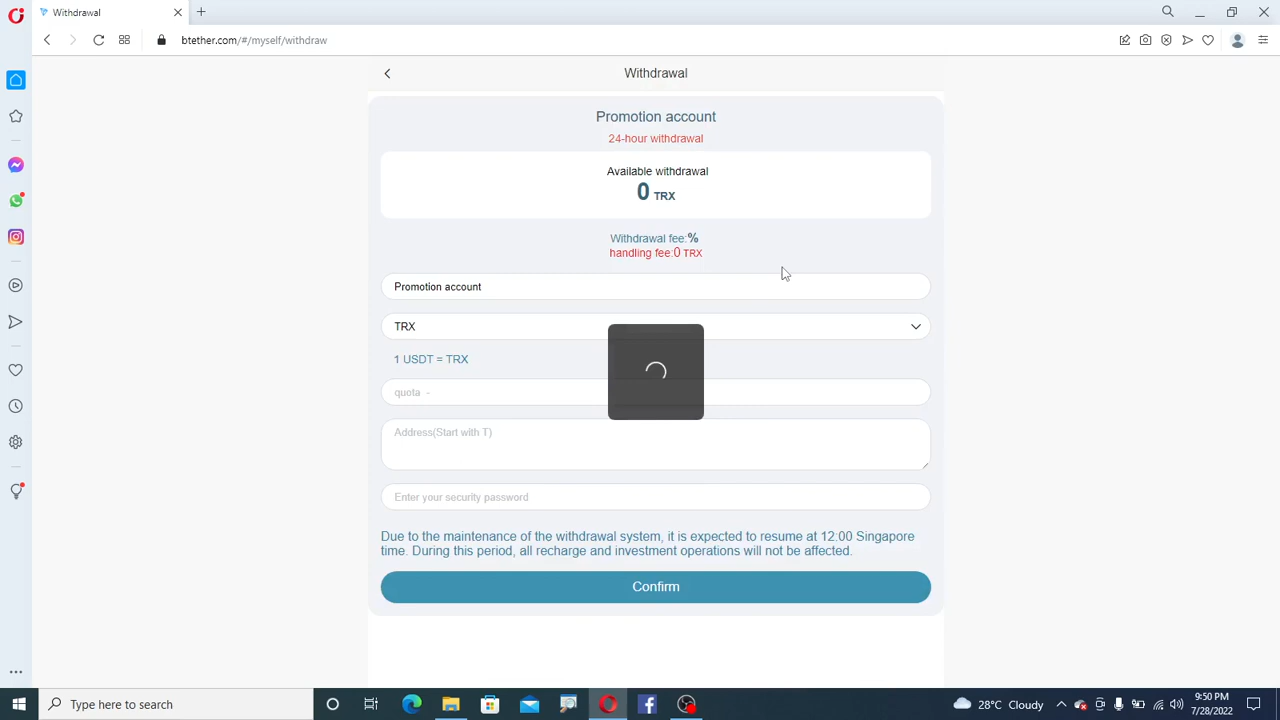 Withdrawal
btether.com/#/myself/withdraw
Withdrawal
Promotion account
24-hour withdrawal
Available withdrawal
0 TRX
Withdrawal fee:%
handling fee:0 TRX
Promotion account
TRX
1 USDT = TRX
quota -
Address(Start with T)
Enter your security password
Due to the maintenance of the withdrawal system, it is expected to resume at 12:00 Singapore
time. During this period, all recharge and investment operations will not be affected.
Confirm
Type here to search
28°C Cloudy
9:50 PM
7/28/2022